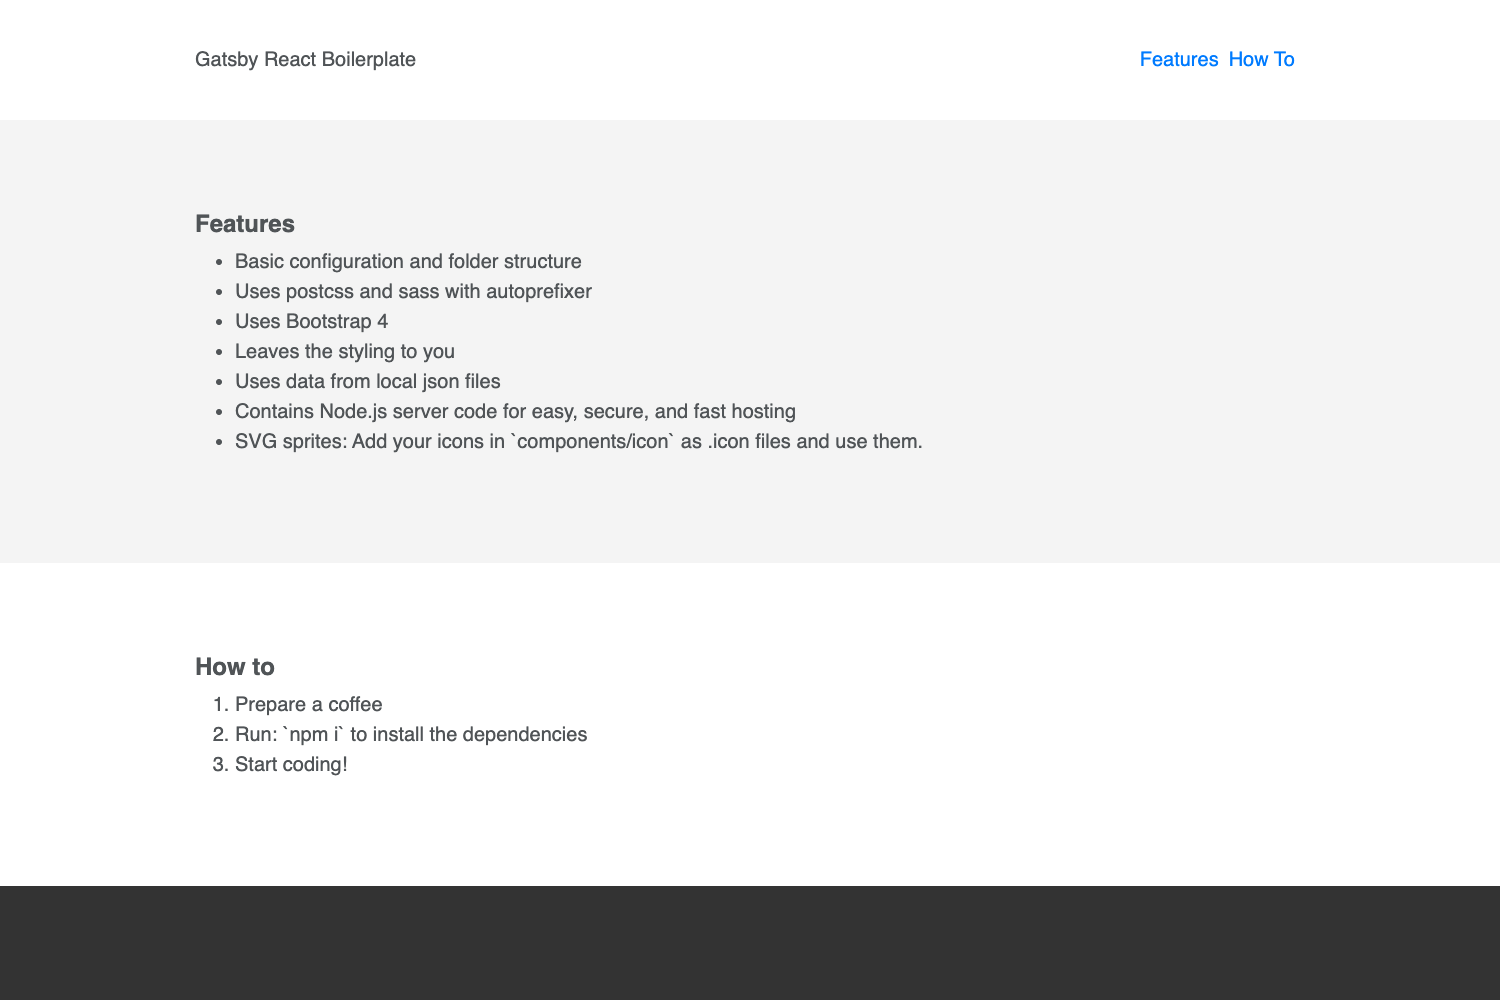 Gatsby React Boilerplate
Features How To
Features
Basic configuration and folder structure
Uses postcss and sass with autoprefixer
Uses Bootstrap 4
Leaves the styling to you
Uses data from local json files
Contains Node.js server code for easy, secure, and fast hosting
SVG sprites: Add your icons in `components/icon` as .icon files and use them.
How to
1. Prepare a coffee
2. Run: `npm i` to install the dependencies
3. Start coding!